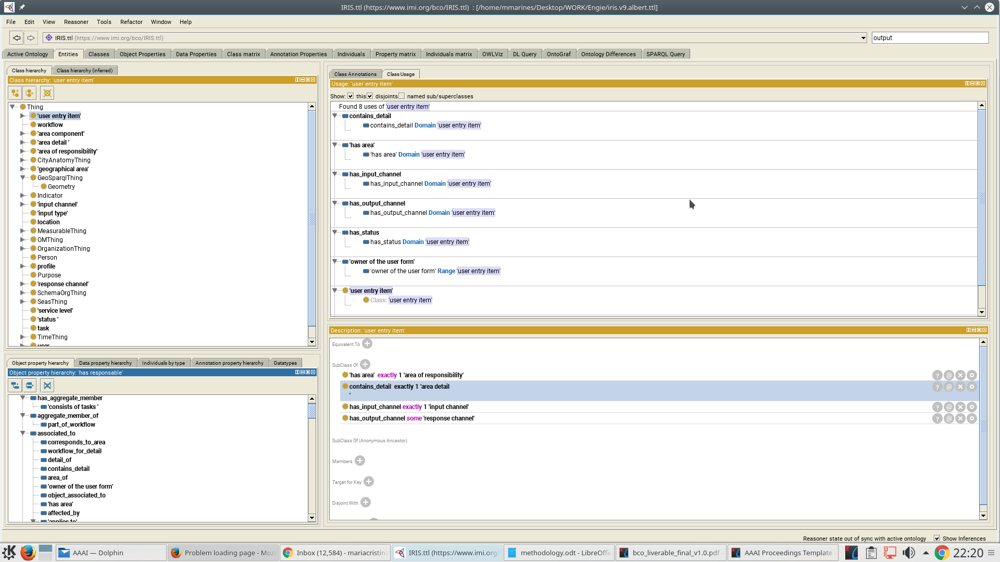 IRIS.ttl (https://www.imi.org/bco/IRIS.ttl)  : [/home/mmarines/Desktop/WORK/Engie/iris.v9.albert.ttl]
File Edit View Reasoner Tools Refactor Window Help
IRIS.ttl (https://www.imi.org/bco/IRIS.ttl)
output
Active Ontology Entities Classes Object Properties Data Properties Class matrix Annotation Properties Individuals Property matrix Individuals matrix OWLViz DL Query OntoGraf Ontology Differences SPARQL Query
Class hierarchy Class hierarchy (inferred)
Class hierarchy: 'user entry item'
Thing
'user entry item'
workflow
'area component'
'area detail '
'area of responsibility'
CityAnatomyThing
'geographical area'
GeoSparqlThing
Geometry
Indicator
'input channel'
'input type'
location
MeasurableThing
OMThing
OrganizationThing
Person
profile
Purpose
'response channel'
SchemaOrgThing
SeasThing
'service level'
'status '
task
TimeThing
user
Object property hierarchy Data property hierarchy Individuals by type Annotation property hierarchy Datatypes
Object property hierarchy: 'has responsable'
has_aggregate_member
'consists of tasks '
aggregate_member_of
part_of_workflow
associated_to
corresponds_to_area
workflow_for_detail
detail_of
contains_detail
area_of
'owner of the user form'
object_associated_to
'has area'
affected_by
'applies to'
Class Annotations Class Usage
Usage: 'user entry item'
Show: this disjoints named sub/superclasses
Found 8 uses of 'user entry item'
contains_detail
contains_detail Domain 'user entry item'
'has area'
'has area' Domain 'user entry item'
has_input_channel
has_input_channel Domain 'user entry item'
has_output_channel
has_output_channel Domain 'user entry item'
has_status
has_status Domain 'user entry item'
'owner of the user form'
'owner of the user form' Range 'user entry item'
'user entry item'
Class: 'user entry item'
Description: 'user entry item'
Equivalent To
SubClass Of
'has area'  exactly 1 'area of responsibility'
contains_detail  exactly 1 'area detail
'
has_input_channel exactly 1 'input channel'
has_output_channel some 'response channel'
SubClass Of (Anonymous Ancestor)
Members
Target for Key
Disjoint With
Reasoner state out of sync with active ontology Show Inferences
AAAI — Dolphin Problem loading page - Moz Inbox (12,584) - mariacristin IRIS.ttl (https://www.imi.org/ methodology.odt - LibreOffic bco_liverable_final_v1.0.pdf - AAAI Proceedings Template - 22:20